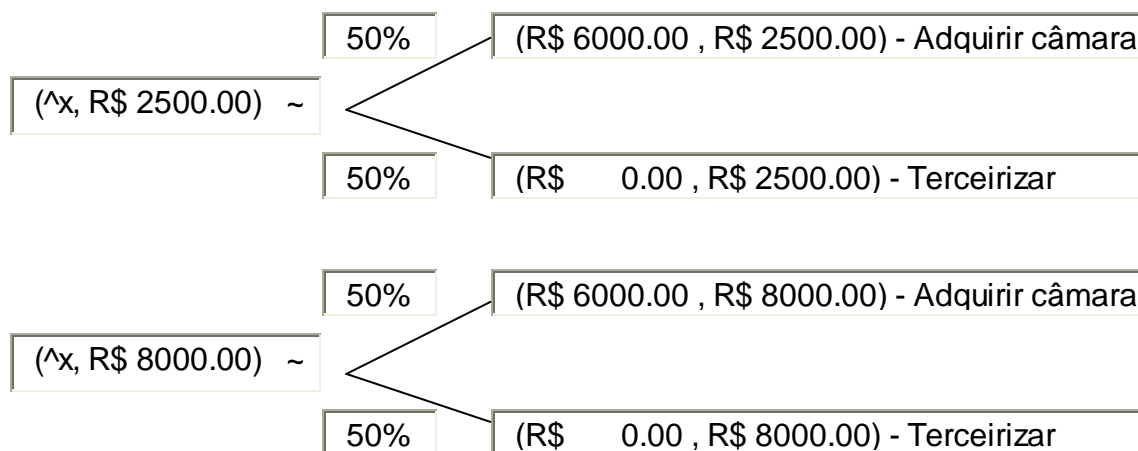 50% (R$ 6000.00 , R$ 2500.00) - Adquirir câmara
(^x, R$ 2500.00) ~
50% (R$ 0.00 , R$ 2500.00) - Terceirizar
50% (R$ 6000.00 , R$ 8000.00) - Adquirir câmara
(^x, R$ 8000.00) ~
50% (R$ 0.00 , R$ 8000.00) - Terceirizar